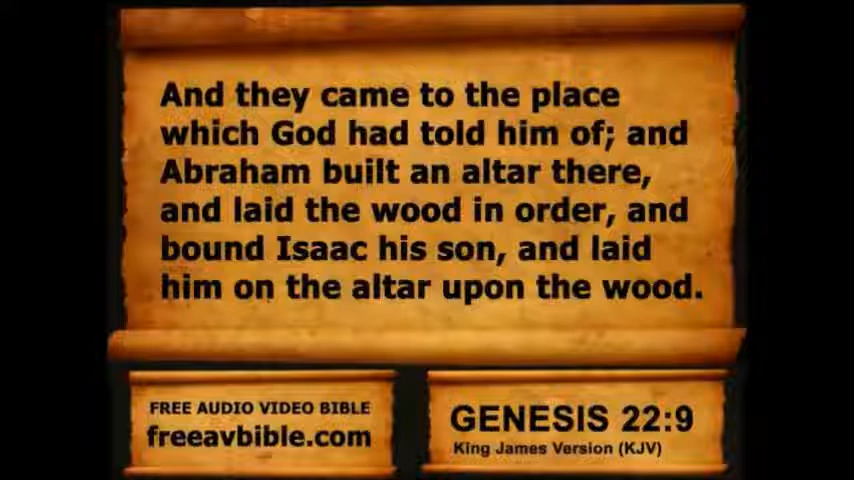 And they came to the place
which God had told him of; and
Abraham built an altar there,
and laid the wood in order, and
bound Isaac his son, and laid
him on the altar upon the wood.
FREE AUDIO VIDEO BIBLE
freeavbible.com
GENESIS 22:9
King James Version (KJV)